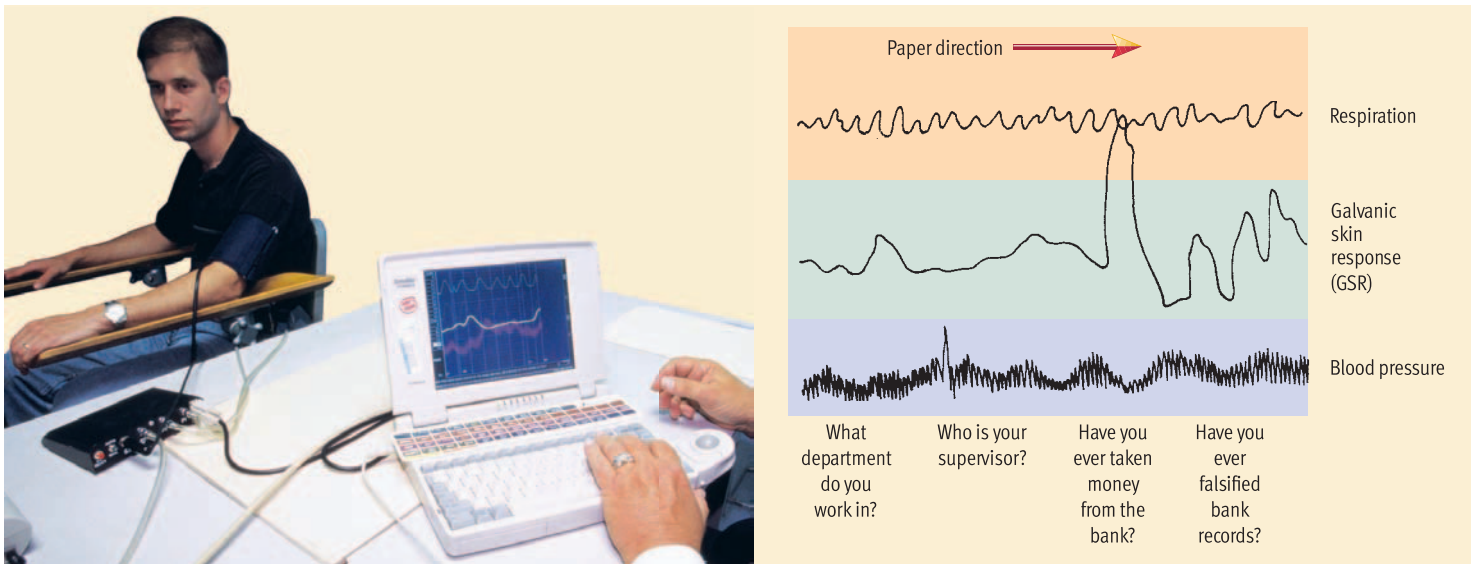 Paper direction
Respiration
Galvanic
skin
response
(GSR)
Blood pressure
What
department
do you
work in?
Who is your
supervisor?
Have you
ever taken
money
from the
bank?
Have you
ever
falsified
bank
records?